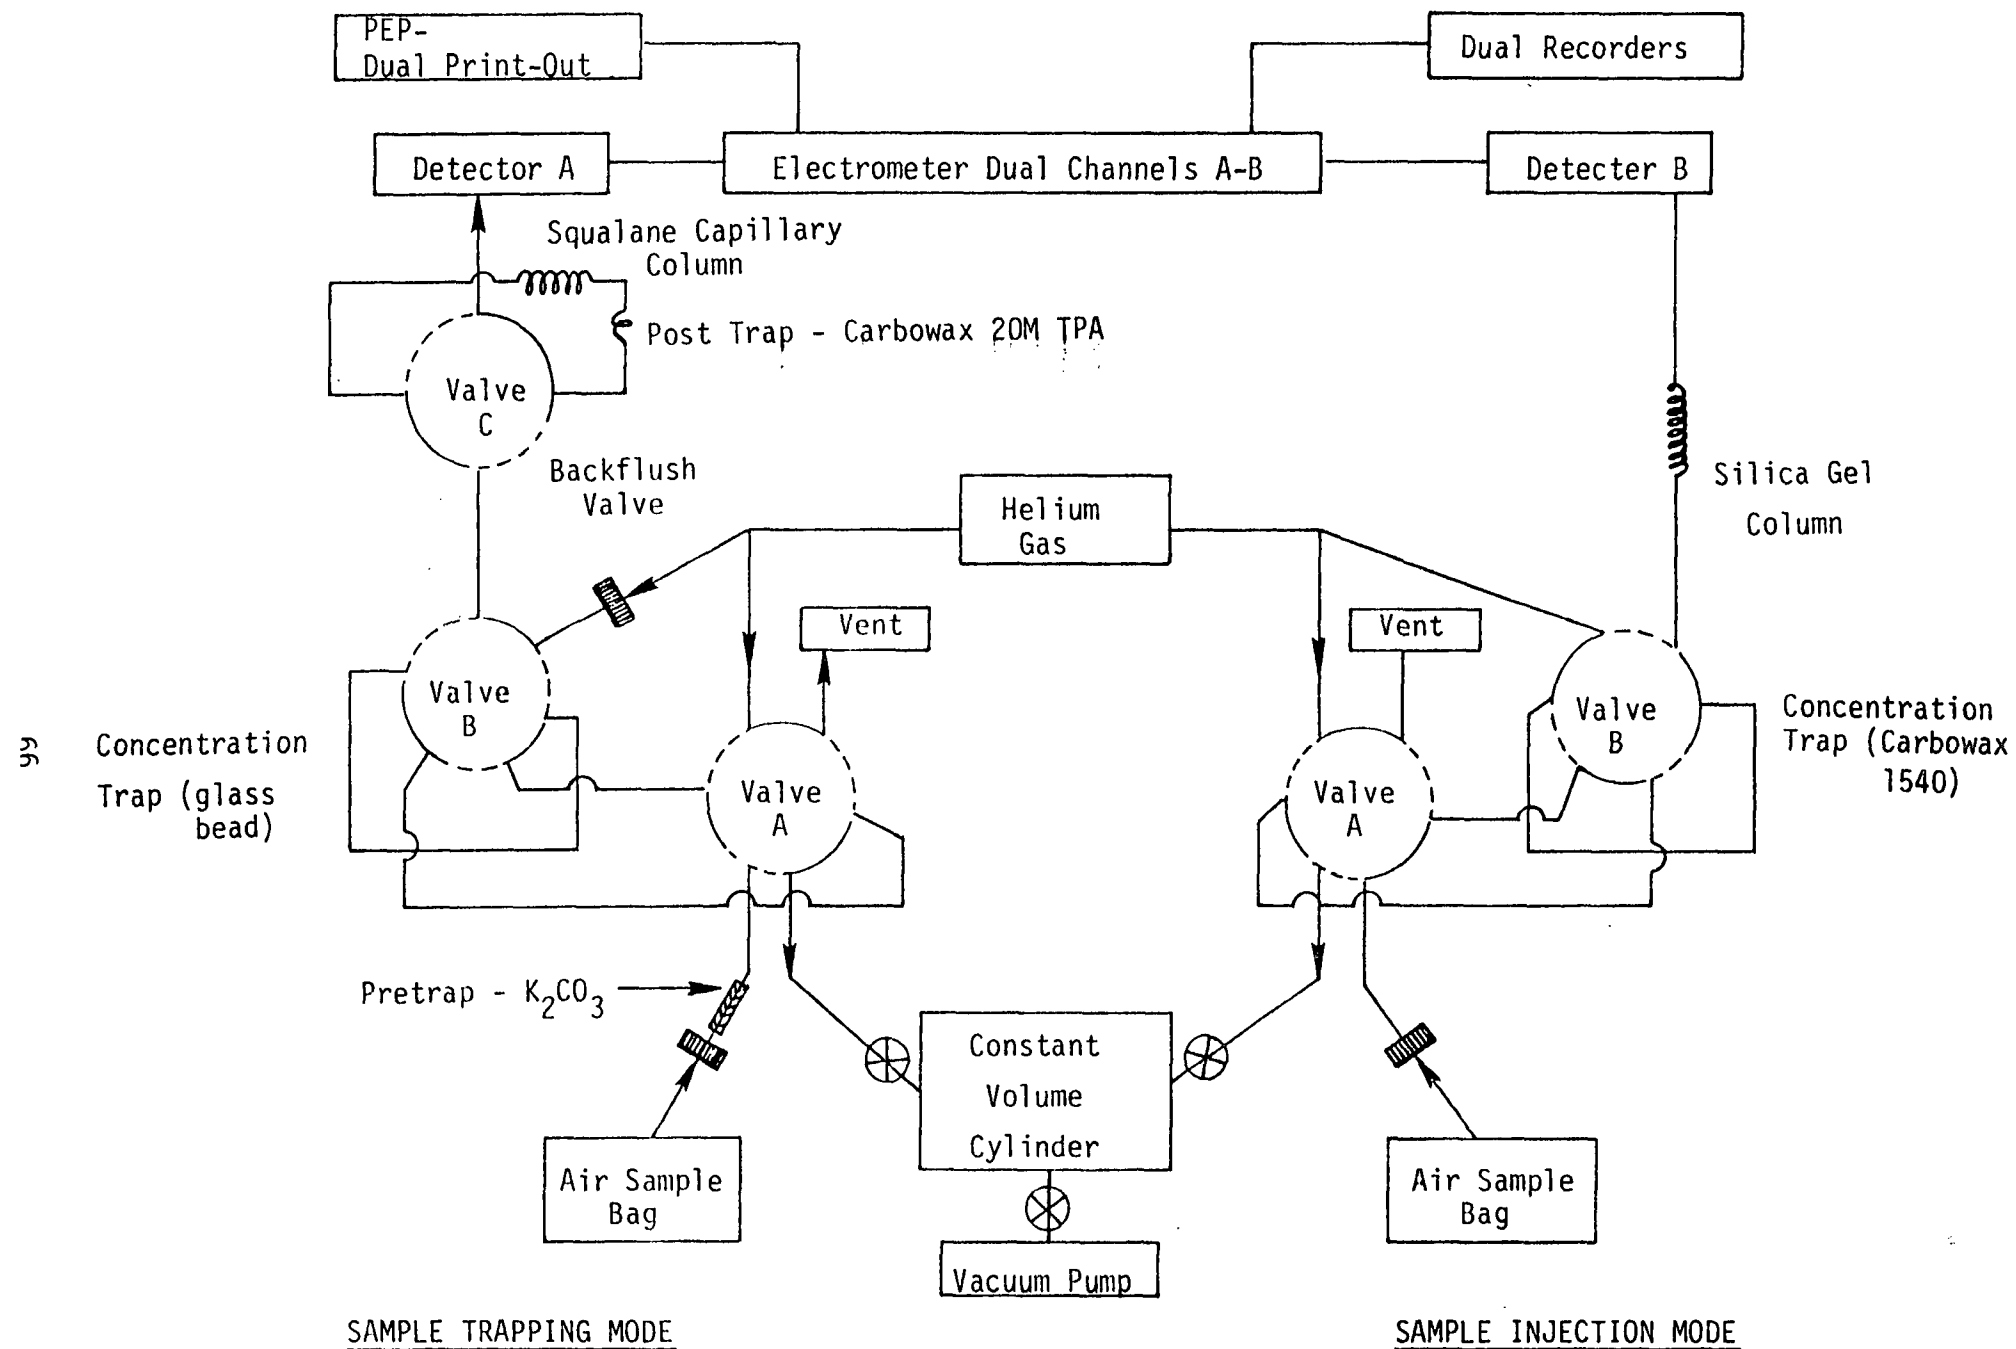 PEP-
Dual Print-Out
Dual Recorders
Detector A
Electrometer Dual Channels A-B
Detecter B
Squalane Capillary
Column
Post Trap - Carbowax 20M TPA
Valve
C
Backflush
Valve
Helium
Gas
Silica Gel
Column
Vent
Vent
Valve
B
Valve
B
Concentration
Trap (glass
bead)
Valve
A
Valve
A
Concentration
Trap (Carbowax
1540)
66
Pretrap - K2CO3
Constant
Volume
Cylinder
Air Sample
Bag
Air Sample
Bag
Vacuum Pump
SAMPLE TRAPPING MODE
SAMPLE INJECTION MODE